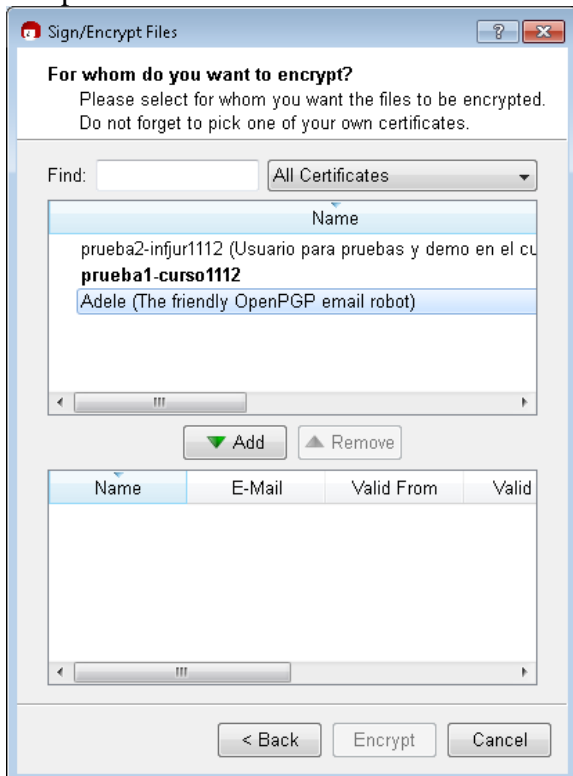 Sign/Encrypt Files
For whom do you want to encrypt?
Please select for whom you want the files to be encrypted.
Do not forget to pick one of your own certificates.
Find: All Certificates
Name
prueba2-infjur1112 (Usuario para pruebas y demo en el cu
prueba1-curso1112
Adele (The friendly OpenPGP email robot)
Add Remove
Name E-Mail Valid From Valid
< Back Encrypt Cancel